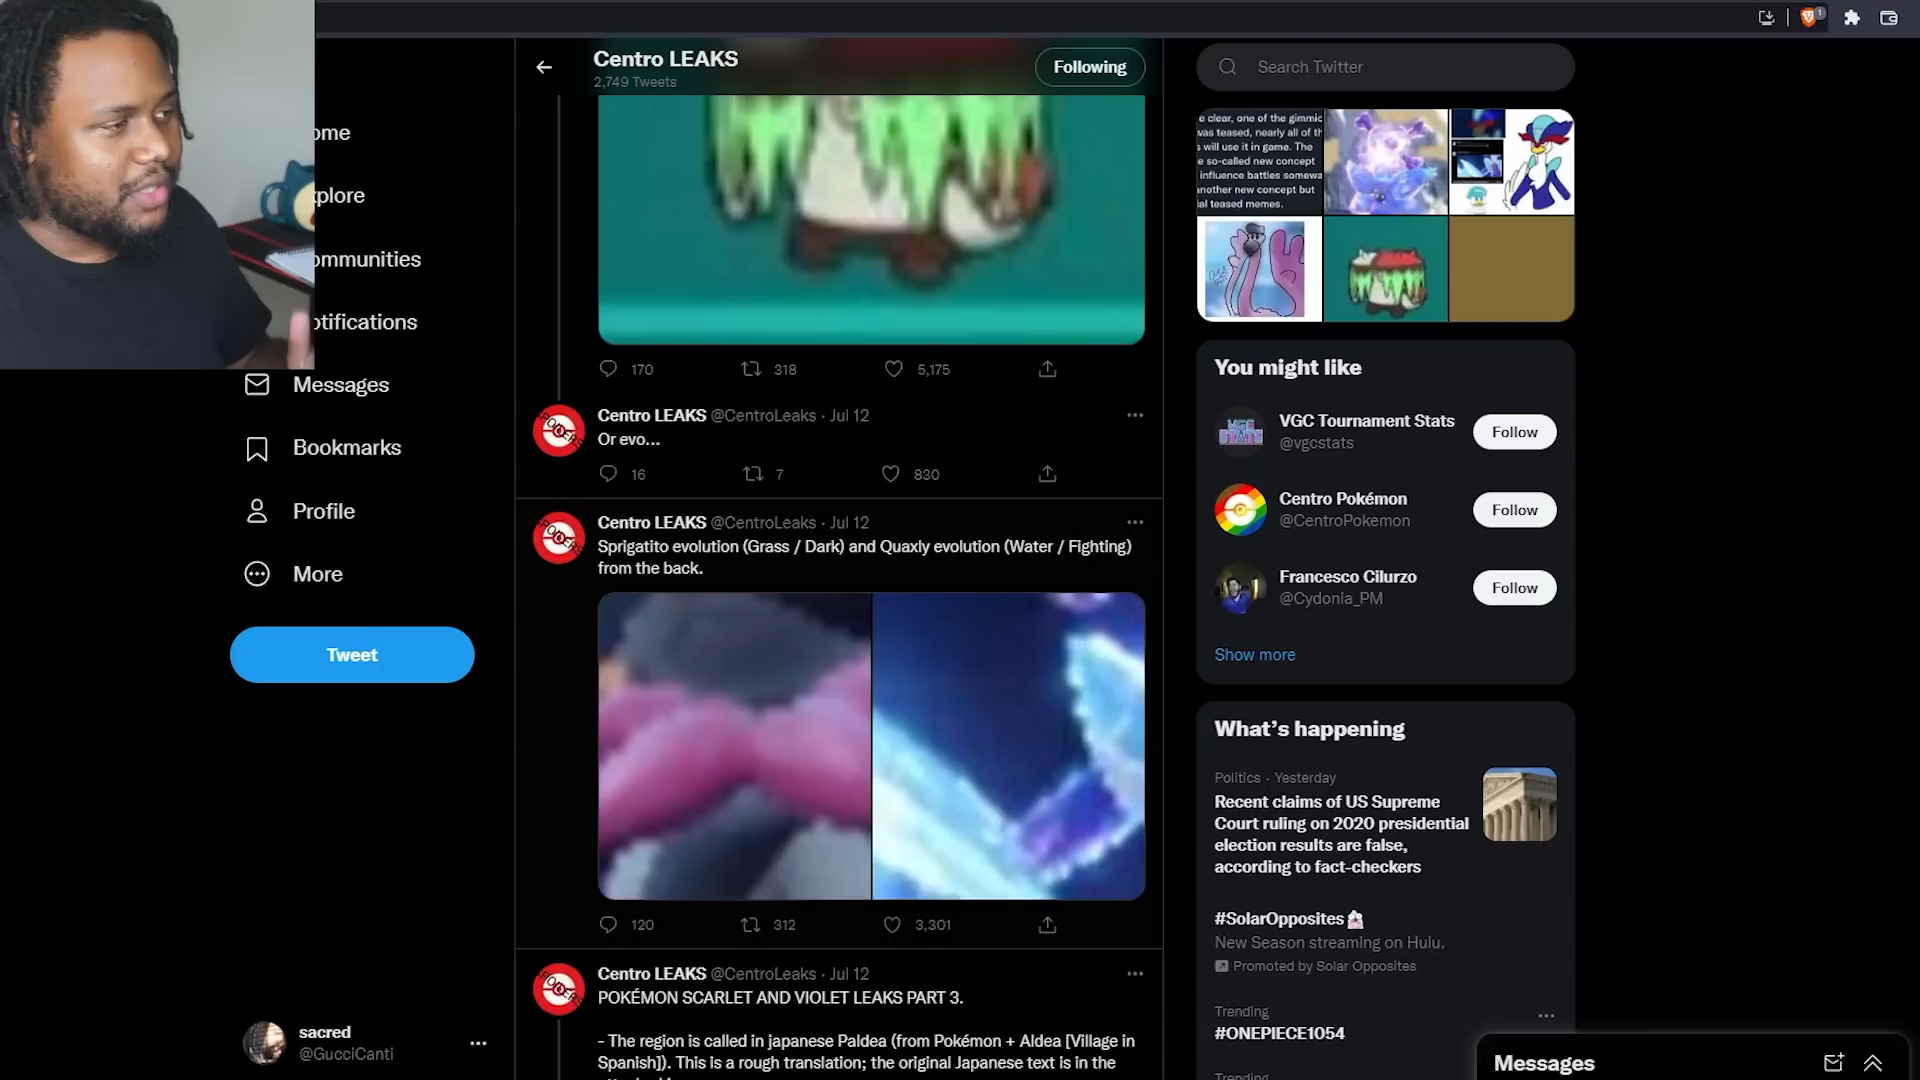 ome
xplore
ommunities
otifications
Messages
Bookmarks
Profile
More
Tweet
sacred
@GucciCanti
Centro LEAKS
2,749 Tweets
Following
170
318
5,175
Centro LEAKS @CentroLeaks · Jul 12
Or evo...
16
7
830
Centro LEAKS @CentroLeaks · Jul 12
Sprigatito evolution (Grass / Dark) and Quaxly evolution (Water / Fighting)
from the back.
120
312
3,301
Centro LEAKS @CentroLeaks · Jul 12
POKÉMON SCARLET AND VIOLET LEAKS PART 3.
- The region is called in japanese Paldea (from Pokémon + Aldea [Village in
Spanish]). This is a rough translation; the original Japanese text is in the
1
Search Twitter
e clear, one of the gimmic
was teased, nearly all of th
s will use it in game. The
e so-called new concept
influence battles somewa
another new concept but
al teased memes.
You might like
VGC Tournament Stats
@vgcstats
Follow
Centro Pokémon
@CentroPokemon
Follow
Francesco Cilurzo
@Cydonia_PM
Follow
Show more
What's happening
Politics · Yesterday
Recent claims of US Supreme
Court ruling on 2020 presidential
election results are false,
according to fact-checkers
#SolarOpposites
New Season streaming on Hulu.
Promoted by Solar Opposites
Trending
#ONEPIECE1054
Messages